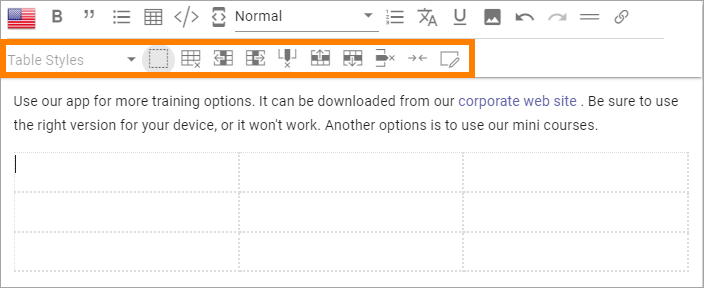 B ” </> Normal U
Table Styles
Use our app for more training options. It can be downloaded from our corporate web site . Be sure to use
the right version for your device, or it won't work. Another options is to use our mini courses.